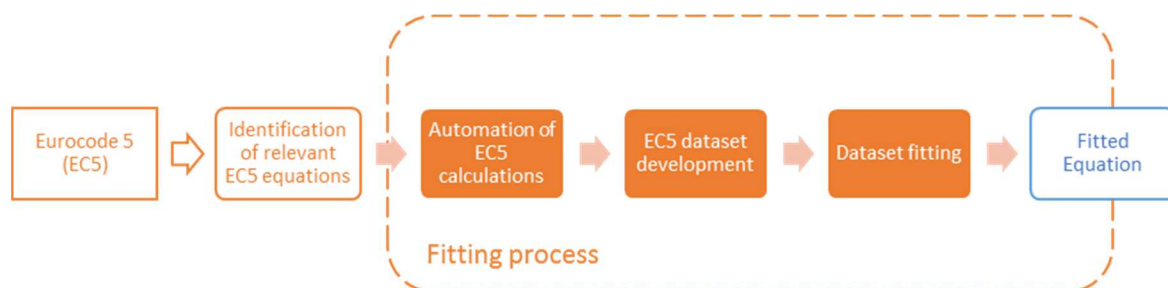 Eurocode 5
(EC5)
Identification
of relevant
EC5 equations
Automation of
EC5
calculations
EC5 dataset
development
Dataset fitting
Fitted
Equation
Fitting process